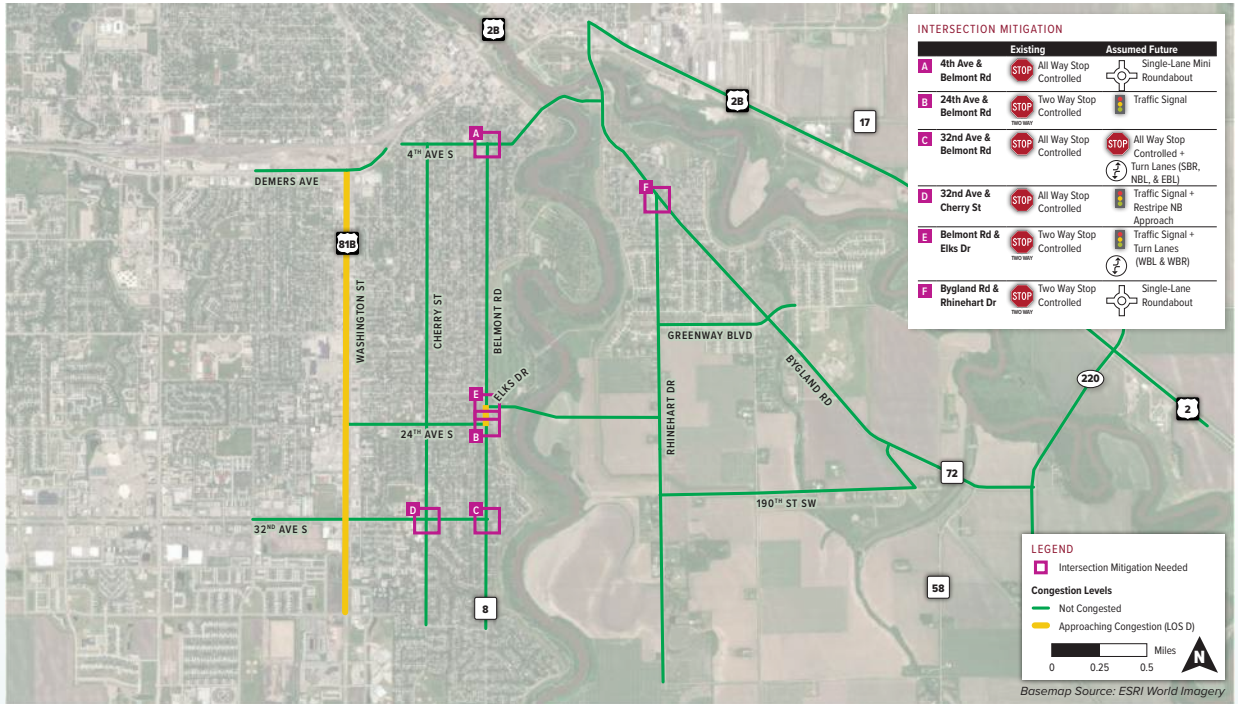 2B
2B
17
INTERSECTION MITIGATION
Existing
Assumed Future
A
4th Ave &
Belmont Rd
STOP
All Way Stop
Controlled
Single-Lane Mini
Roundabout
B
24th Ave &
Belmont Rd
STOP
TWO WAY
Two Way Stop
Controlled
Traffic Signal
C
32nd Ave &
Belmont Rd
STOP
All Way Stop
Controlled
STOP
All Way Stop
Controlled +
Turn Lanes (SBR,
NBL, & EBL)
D
32nd Ave &
Cherry St
STOP
All Way Stop
Controlled
Traffic Signal +
Restripe NB
Approach
E
Belmont Rd &
Elks Dr
STOP
TWO WAY
Two Way Stop
Controlled
Traffic Signal +
Turn Lanes
(WBL & WBR)
F
Bygland Rd &
Rhinehart Dr
STOP
TWO WAY
Two Way Stop
Controlled
Single-Lane
Roundabout
A
4TH AVE S
DEMERS AVE
F
81B
WASHINGTON ST
CHERRY ST
BELMONT RD
GREENWAY BLVD
BYGLAND RD
RHINEHART DR
220
2
E
ELKS DR
24TH AVE S
B
72
190TH ST SW
D
C
32ND AVE S
8
58
LEGEND
Intersection Mitigation Needed
Congestion Levels
Not Congested
Approaching Congestion (LOS D)
Miles
0
0.25
0.5
N
Basemap Source: ESRI World Imagery